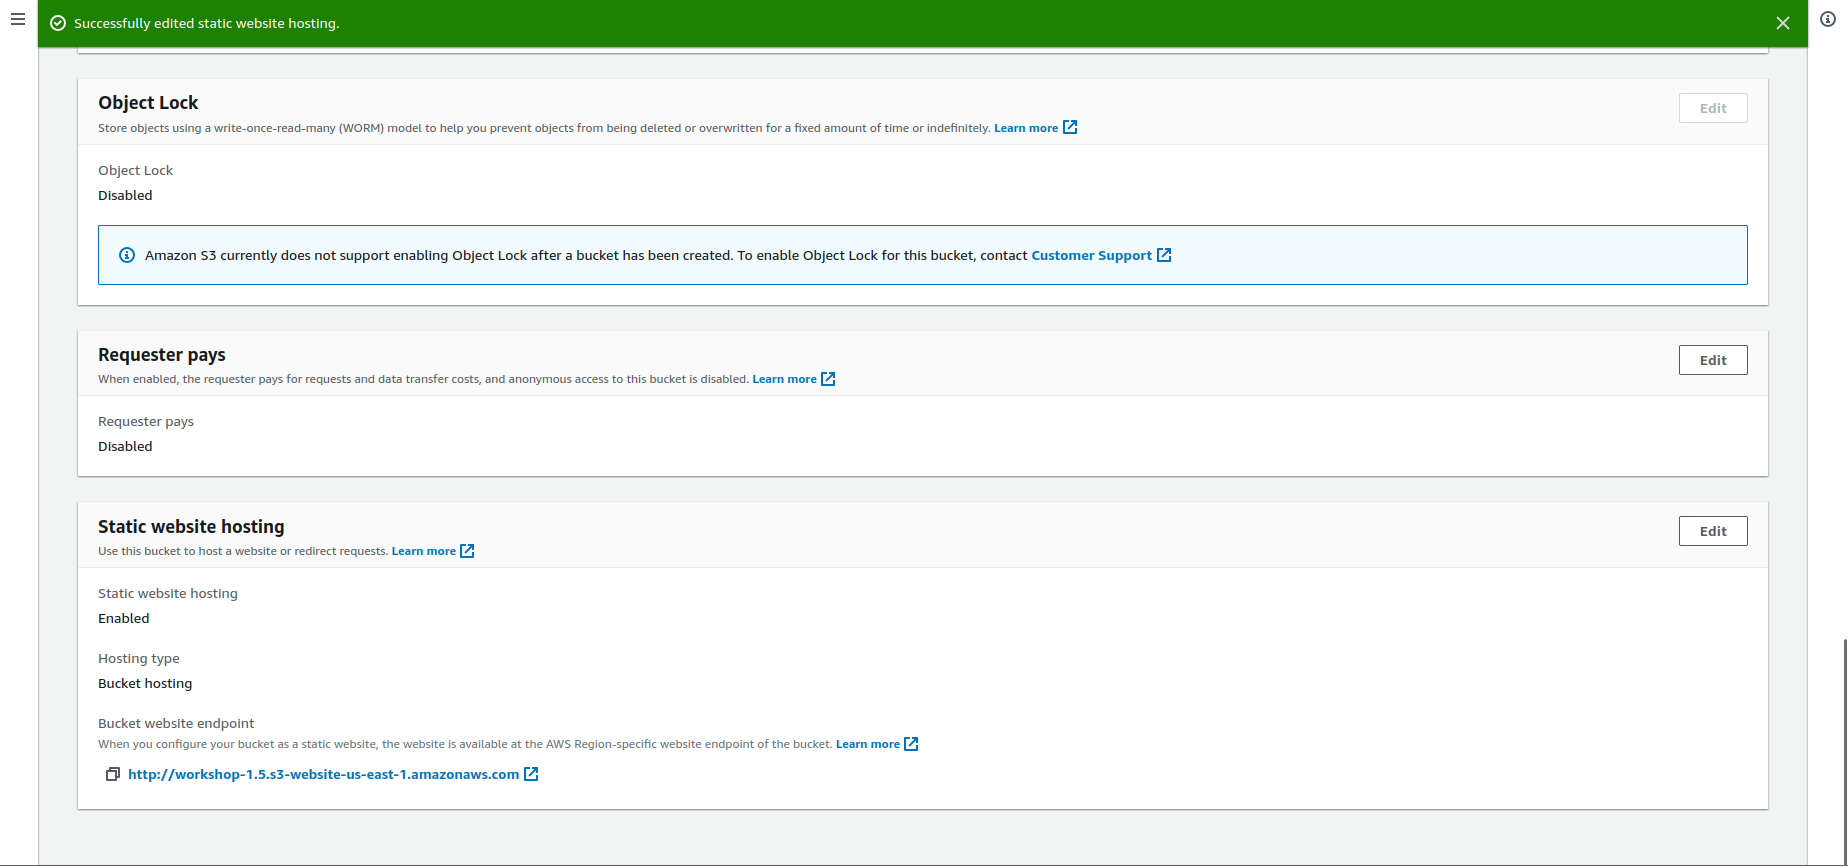 Successfully edited static website hosting.
Object Lock
Edit
Store objects using a write-once-read-many (WORM) model to help you prevent objects from being deleted or overwritten for a fixed amount of time or indefinitely. Learn more
Object Lock
Disabled
Amazon S3 currently does not support enabling Object Lock after a bucket has been created. To enable Object Lock for this bucket, contact Customer Support
Requester pays
Edit
When enabled, the requester pays for requests and data transfer costs, and anonymous access to this bucket is disabled. Learn more
Requester pays
Disabled
Static website hosting
Edit
Use this bucket to host a website or redirect requests. Learn more
Static website hosting
Enabled
Hosting type
Bucket hosting
Bucket website endpoint
When you configure your bucket as a static website, the website is available at the AWS Region-specific website endpoint of the bucket. Learn more
http://workshop-1.5.s3-website-us-east-1.amazonaws.com